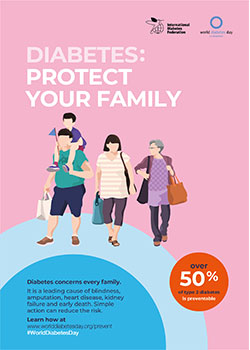 International
Diabetes
Federation
world diabetes day
DIABETES:
PROTECT
YOUR FAMILY
over
50%
of type 2 diabetes
is preventable
Diabetes concerns every family.
It is a leading cause of blindness,
amputation, heart disease, kidney
failure and early death. Simple
action can reduce the risk.
Learn how at
www.worlddiabetesday.org/prevent
#WorldDiabetesDay